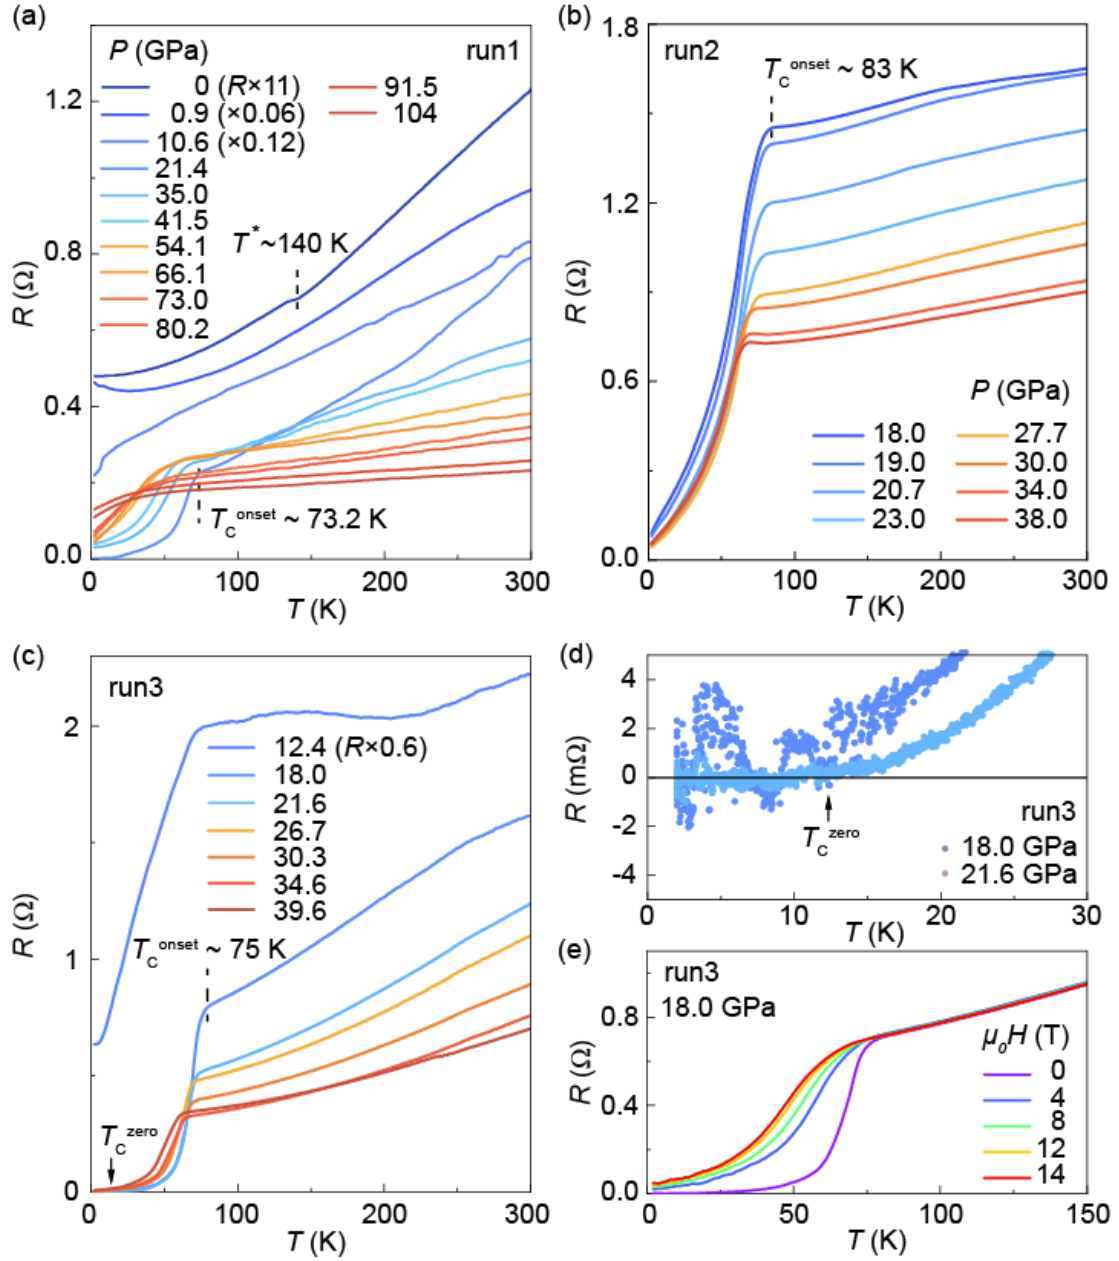 (a)
P (GPa)
run1
0 (R×11)
0.9 (×0.06)
10.6 (×0.12)
21.4
35.0
41.5
54.1
66.1
73.0
80.2
91.5
104
T*~140 K
TC onset ~ 73.2 K
R (Ω)
1.2
0.8
0.4
0.0
0
100
200
300
T (K)
(b)
run2
TC onset ~ 83 K
R (Ω)
1.8
1.2
0.6
0.0
P (GPa)
18.0
19.0
20.7
23.0
27.7
30.0
34.0
38.0
0
100
200
300
T (K)
(c)
run3
12.4 (R×0.6)
18.0
21.6
26.7
30.3
34.6
39.6
TC onset ~ 75 K
TC zero
R (Ω)
2
1
0
0
100
200
300
T (K)
(d)
R (mΩ)
4
2
0
-2
-4
TC zero
run3
18.0 GPa
21.6 GPa
0
10
20
30
T (K)
(e)
run3
18.0 GPa
μ0H (T)
0
4
8
12
14
R (Ω)
0.8
0.4
0.0
0
50
100
150
T (K)